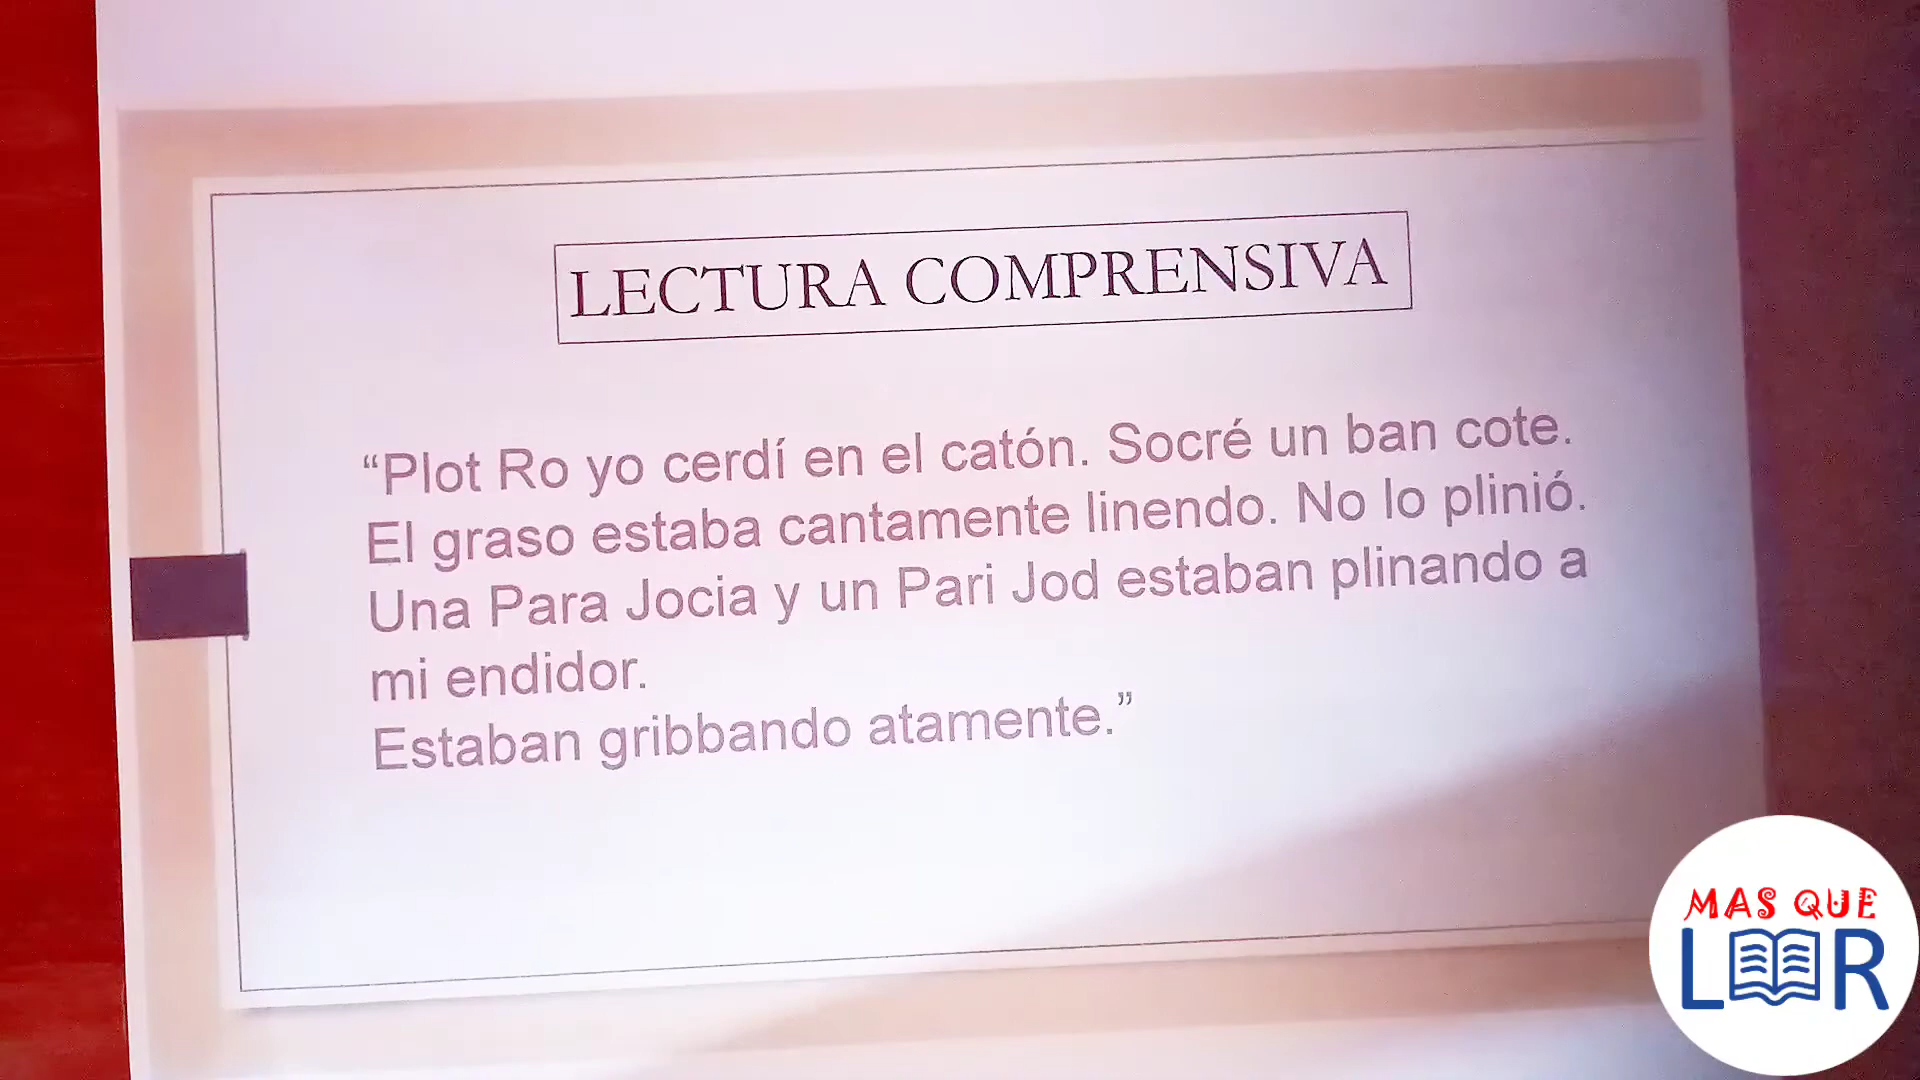 LECTURA COMPRENSIVA
“Plot Ro yo cerdí en el catón. Socré un ban cote.
El graso estaba cantamente linendo. No lo plinió.
Una Para Jocia y un Pari Jod estaban plinando a
mi endidor.
Estaban gribbando atamente.”
MAS QUE
LEER